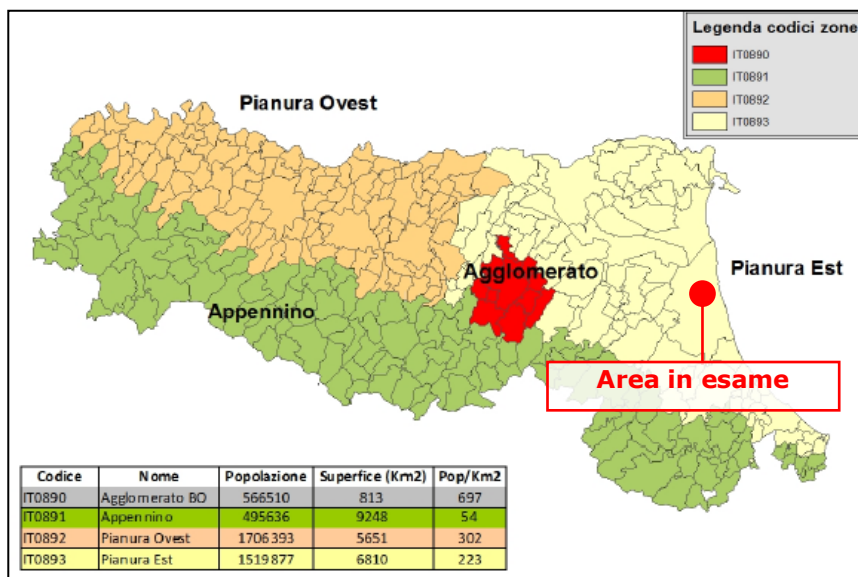 Legenda codici zone
IT0890
IT0891
IT0892
IT0893
Pianura Ovest
Agglomerato
Pianura Est
Appennino
Area in esame
Codice Nome Popolazione Superfice (Km2) Pop/Km2
IT0890 Agglomerato BO 566510 813 697
IT0891 Appennino 495636 9248 54
IT0892 Pianura Ovest 1706393 5651 302
IT0893 Pianura Est 1519877 6810 223